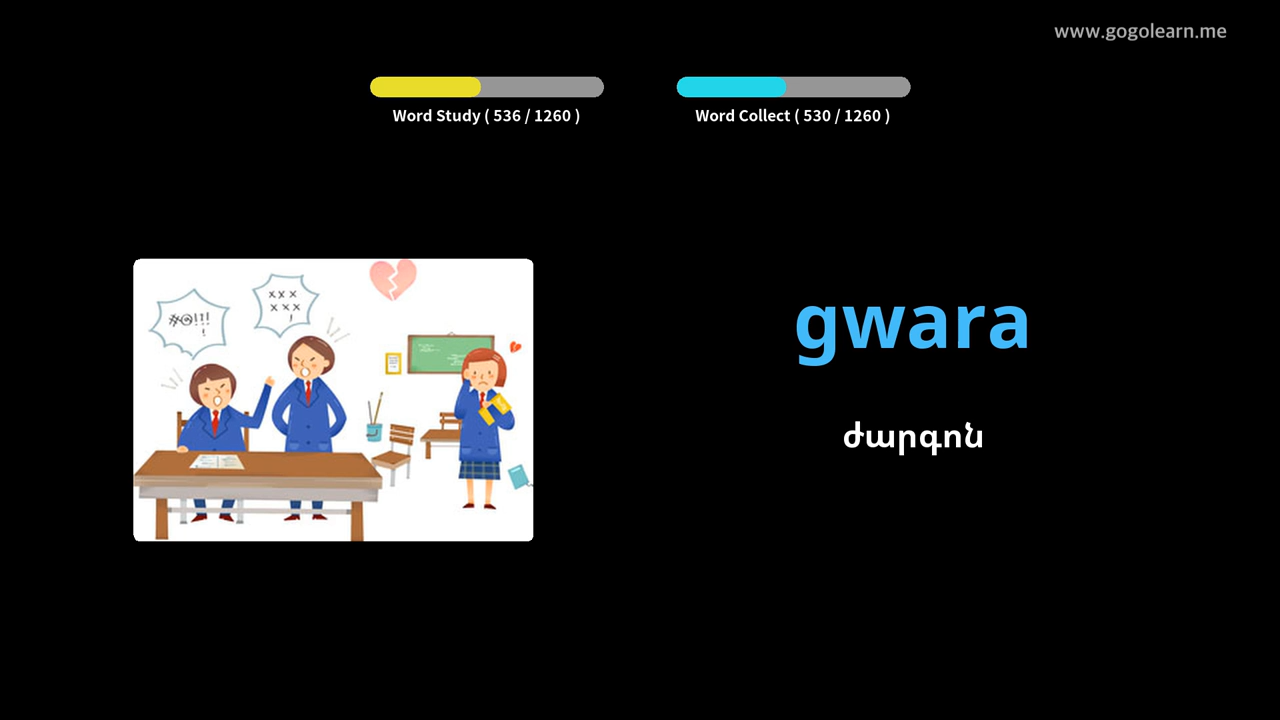 www.gogolearn.me
Word Study ( 536 / 1260 )
Word Collect ( 530 / 1260 )
#@!!!
!
x x x
x x x
!
gwara
ժարգոն